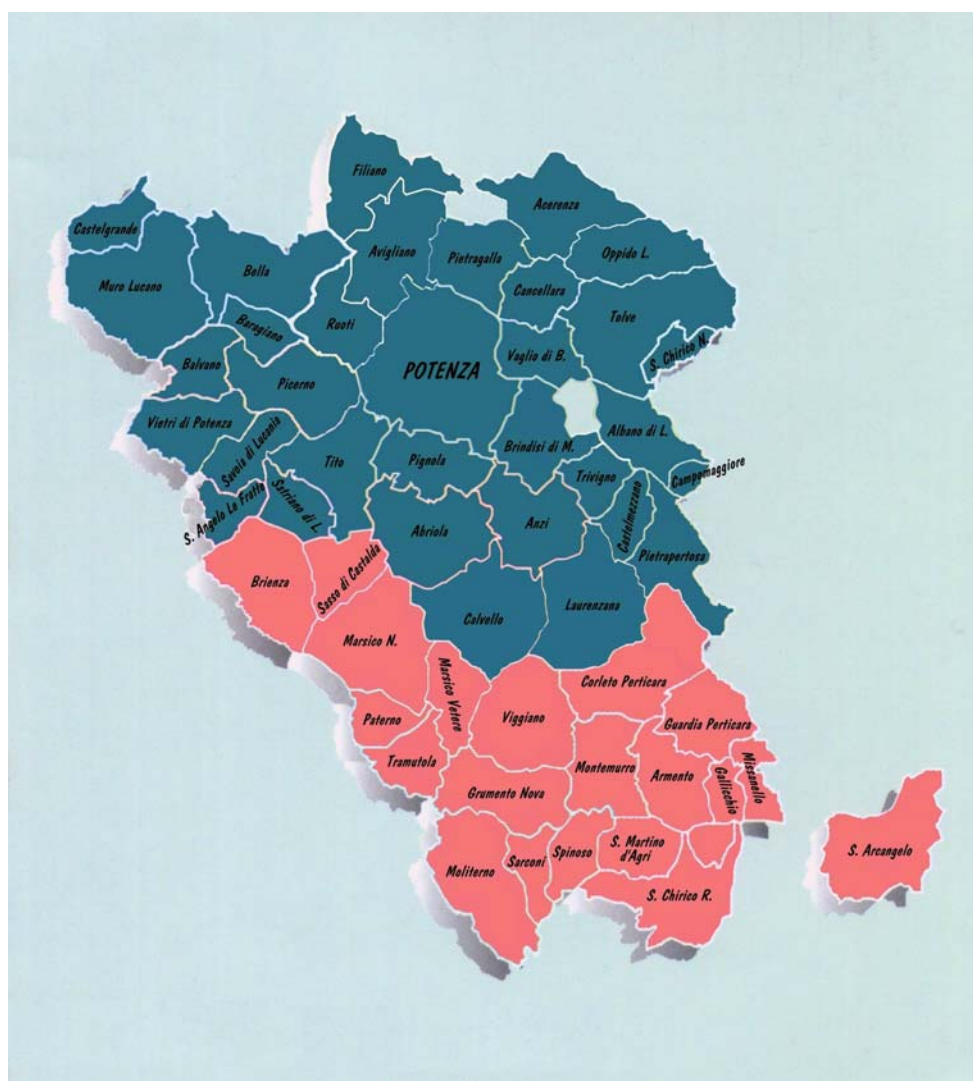 Filiano
Acerenza
Castelgrande
Avigliano
Pietragalla
Oppido L.
Muro Lucano
Bella
Cancellara
Tolve
Baragiano
Ruoti
S. Chirico N.
Vaglio di B.
Balvano
POTENZA
Picerno
Vietri di Potenza
Savoia di Lucania
Albano di L.
Brindisi di M.
Tito
Pignola
Campomaggiore
Trivigno
S. Angelo Le Fratte
Satriano di L.
Castelmezzano
Abriola
Anzi
Pietrapertosa
Brienza
Sasso di Castalda
Calvello
Laurenzana
Marsico N.
Marsico Vetere
Corleto Perticara
Paterno
Viggiano
Guardia Perticara
Tramutola
Montemurro
Armento
Gallicchio
Missanello
Grumento Nova
S. Martino
d'Agri
Moliterno
Sarconi
Spinoso
S. Chirico R.
S. Arcangelo